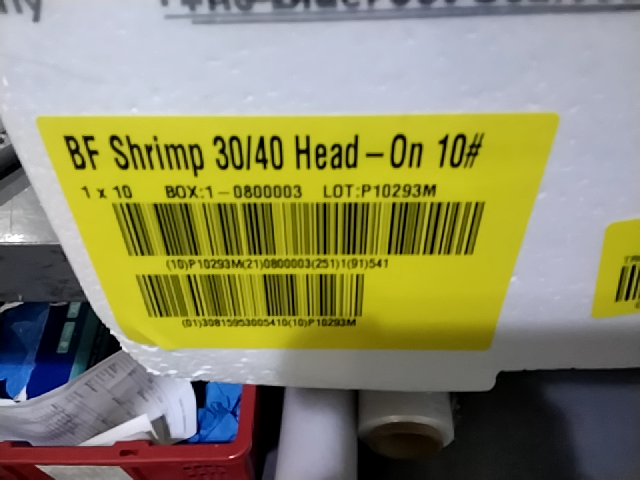 BF Shrimp 30/40 Head-On 10#
1 x 10 BOX:1-0800003 LOT:P10293M
(10)P10293M(21)0800003(251)1(91)541
(01)30815953005410(10)P10293M